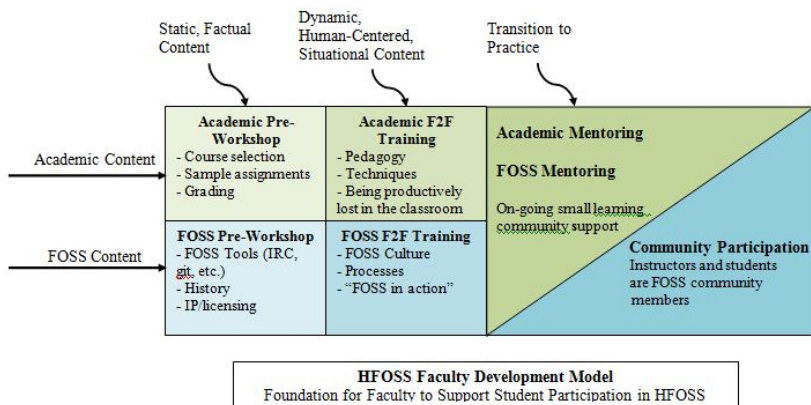 Static, Factual
Content
Dynamic,
Human-Centered,
Situational Content
Transition to
Practice
Academic Content
Academic Pre-
Workshop
- Course selection
- Sample assignments
- Grading
Academic F2F
Training
- Pedagogy
- Techniques
- Being productively
lost in the classroom
Academic Mentoring
FOSS Mentoring
On-going small learning
community support
FOSS Content
FOSS Pre-Workshop
- FOSS Tools (IRC,
git, etc.)
- History
- IP/licensing
FOSS F2F Training
- FOSS Culture
- Processes
- “FOSS in action”
Community Participation
Instructors and students
are FOSS community
members
HFOSS Faculty Development Model
Foundation for Faculty to Support Student Participation in HFOSS